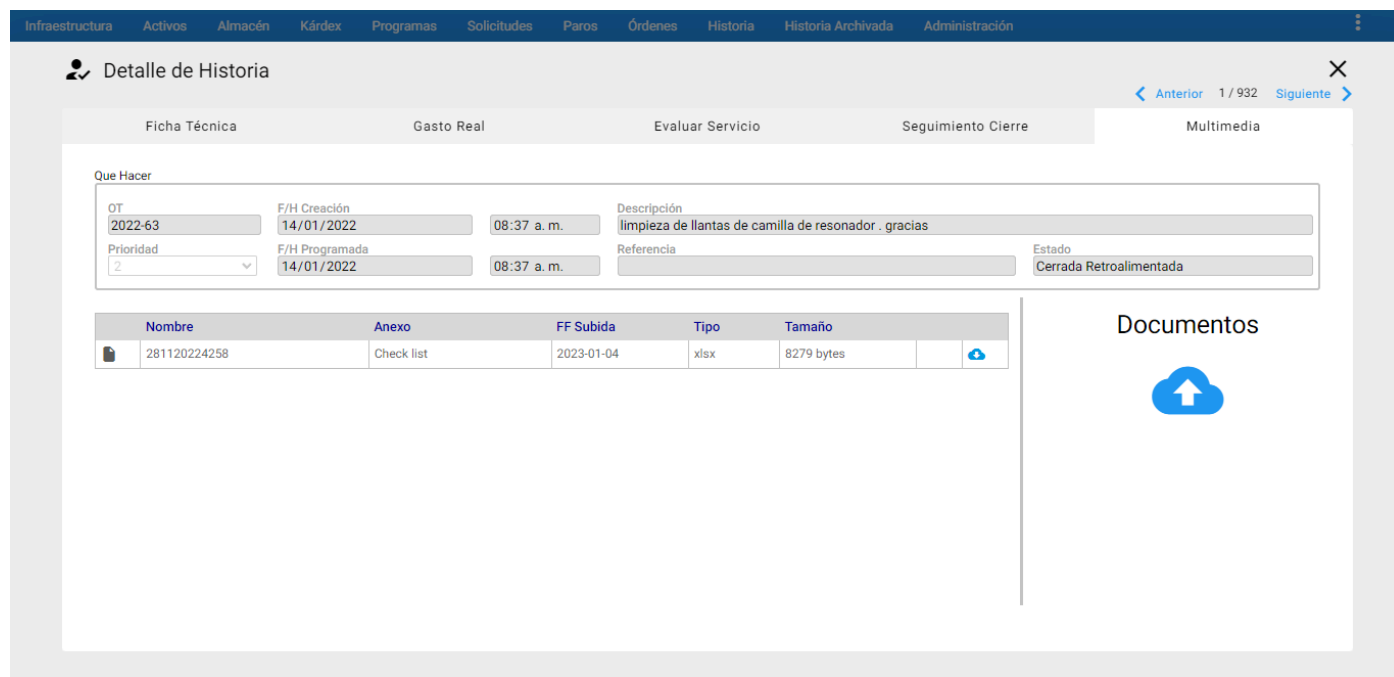 Infraestructura Activos Almacén Kárdex Programas Solicitudes Paros Órdenes Historia Historia Archivada Administración
Detalle de Historia
Anterior 1 / 932 Siguiente
Ficha Técnica Gasto Real Evaluar Servicio Seguimiento Cierre Multimedia
Que Hacer
OT F/H Creación Descripción
2022-63 14/01/2022 08:37 a. m. limpieza de llantas de camilla de resonador . gracias
Prioridad F/H Programada Referencia Estado
2 14/01/2022 08:37 a. m. Cerrada Retroalimentada
Nombre Anexo FF Subida Tipo Tamaño
281120224258 Check list 2023-01-04 xlsx 8279 bytes
Documentos